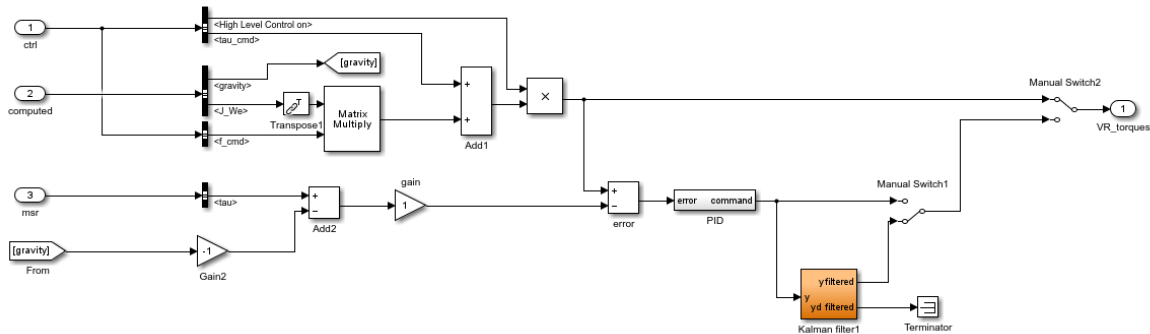 1
ctrl
<High Level Control on>
<tau_cmd>
[gravity]
<gravity>
2
computed
<J_We>
T
Transpose1
Matrix
Multiply
<f_cmd>
+
+
Add1
×
Manual Switch2
1
VR_torques
3
msr
<tau>
+
−
Add2
gain
1
+
−
error
error command
PID
Manual Switch1
[gravity]
From
-1
Gain2
y
y filtered
yd filtered
Kalman filter1
Terminator